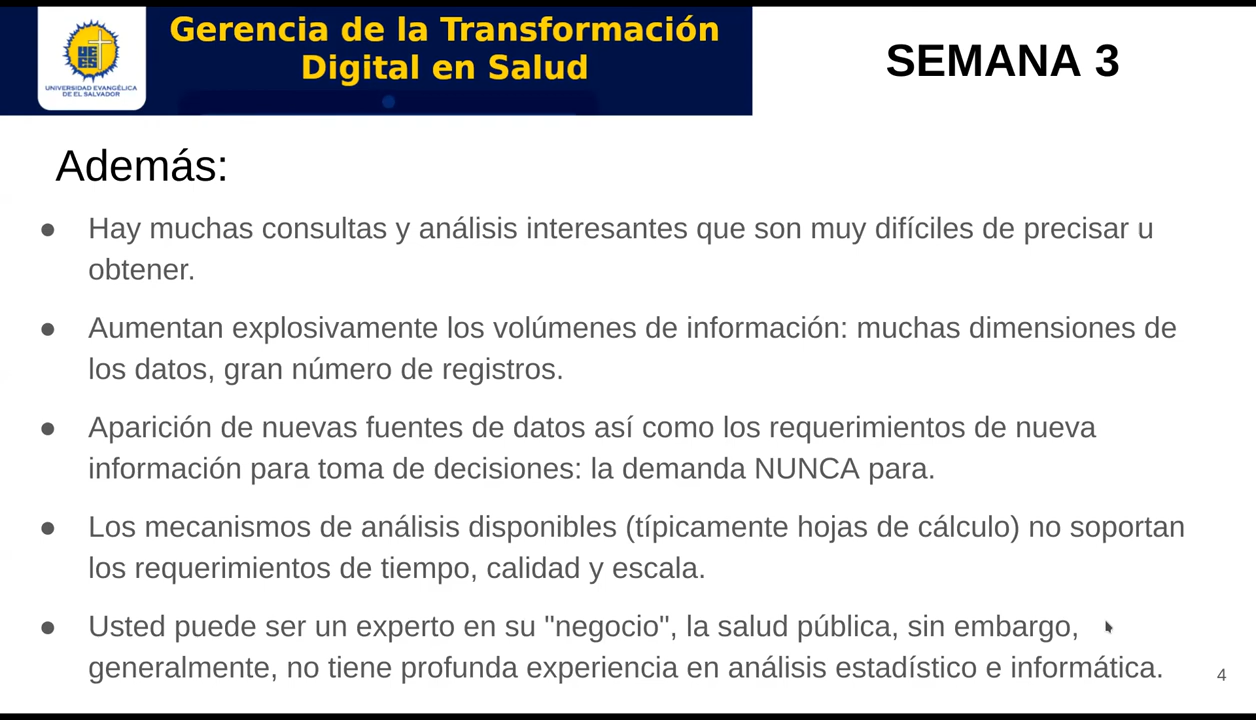 UEES
UNIVERSIDAD EVANGÉLICA
DE EL SALVADOR
Gerencia de la Transformación
Digital en Salud
SEMANA 3
Además:
● Hay muchas consultas y análisis interesantes que son muy difíciles de precisar u
obtener.
● Aumentan explosivamente los volúmenes de información: muchas dimensiones de
los datos, gran número de registros.
● Aparición de nuevas fuentes de datos así como los requerimientos de nueva
información para toma de decisiones: la demanda NUNCA para.
● Los mecanismos de análisis disponibles (típicamente hojas de cálculo) no soportan
los requerimientos de tiempo, calidad y escala.
● Usted puede ser un experto en su "negocio", la salud pública, sin embargo,
generalmente, no tiene profunda experiencia en análisis estadístico e informática.
4